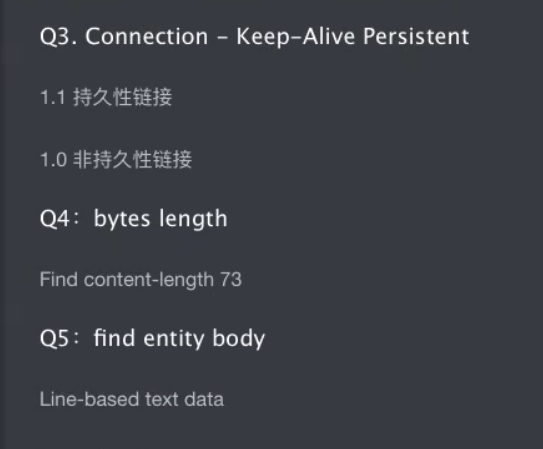 Q3. Connection - Keep-Alive Persistent
1.1 持久性链接
1.0 非持久性链接
Q4：bytes length
Find content-length 73
Q5：find entity body
Line-based text data